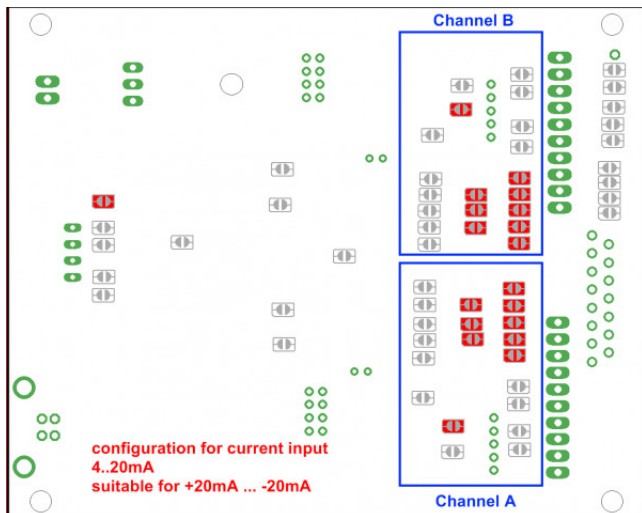 Channel B
configuration for current input
4..20mA
suitable for +20mA ... -20mA
Channel A